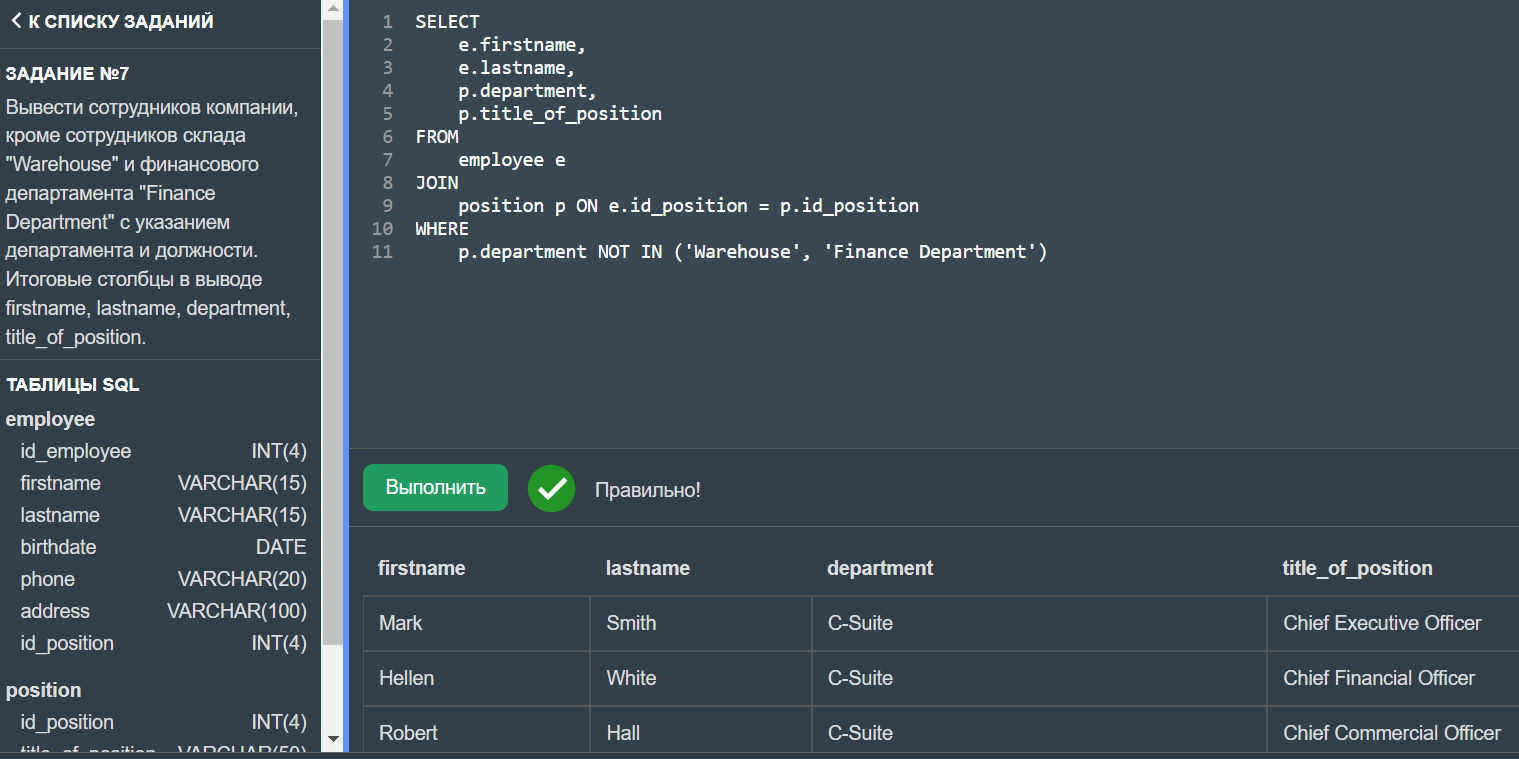 К СПИСКУ ЗАДАНИЙ
ЗАДАНИЕ №7
Вывести сотрудников компании,
кроме сотрудников склада
"Warehouse" и финансового
департамента "Finance
Department" с указанием
департамента и должности.
Итоговые столбцы в выводе
firstname, lastname, department,
title_of_position.
ТАБЛИЦЫ SQL
employee
id_employee INT(4)
firstname VARCHAR(15)
lastname VARCHAR(15)
birthdate DATE
phone VARCHAR(20)
address VARCHAR(100)
id_position INT(4)
position
id_position INT(4)
title_of_position VARCHAR(50)
1 SELECT
2 e.firstname,
3 e.lastname,
4 p.department,
5 p.title_of_position
6 FROM
7 employee e
8 JOIN
9 position p ON e.id_position = p.id_position
10 WHERE
11 p.department NOT IN ('Warehouse', 'Finance Department')
Выполнить Правильно!
firstname lastname department title_of_position
Mark Smith C-Suite Chief Executive Officer
Hellen White C-Suite Chief Financial Officer
Robert Hall C-Suite Chief Commercial Officer